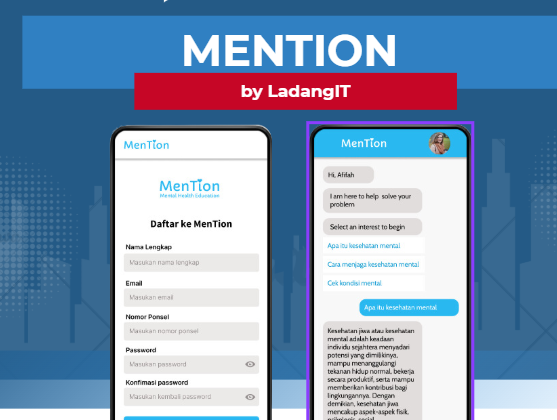 MENTION
by LadangIT
MenTion
MenTion
Mental Health Education
Daftar ke MenTion
Nama Lengkap
Masukan nama lengkap
Email
Masukan email
Nomor Ponsel
Masukan nomor ponsel
Password
Masukan password
Konfimasi password
Masukan kembali password
MenTion
Hi, Afifah
I am here to help solve your
problem
Select an interest to begin
Apa itu kesehatan mental
Cara menjaga kesehatan mental
Cek kondisi mental
Apa itu kesehatan mental
Kesehatan jiwa atau kesehatan
mental adalah keadaan
individu sejahtera menyadari
potensi yang dimilikinya,
mampu menanggulangi
tekanan hidup normal, bekerja
secara produktif, serta mampu
memberikan kontribusi bagi
lingkungannya. Dengan
demikian, kesehatan jiwa
mencakup aspek-aspek fisik,
psikologis, sosial